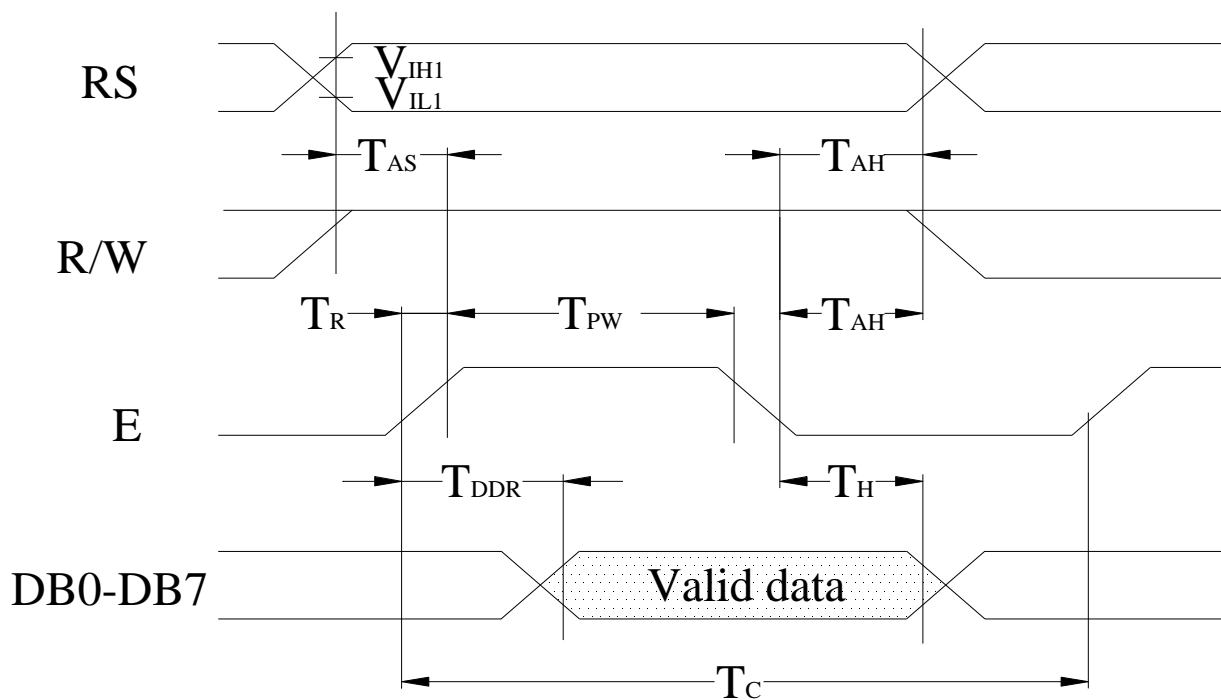 RS
VIH1
VIL1
TAS
TAH
R/W
TR
TPW
TAH
E
TDDR
TH
DB0-DB7
Valid data
TC